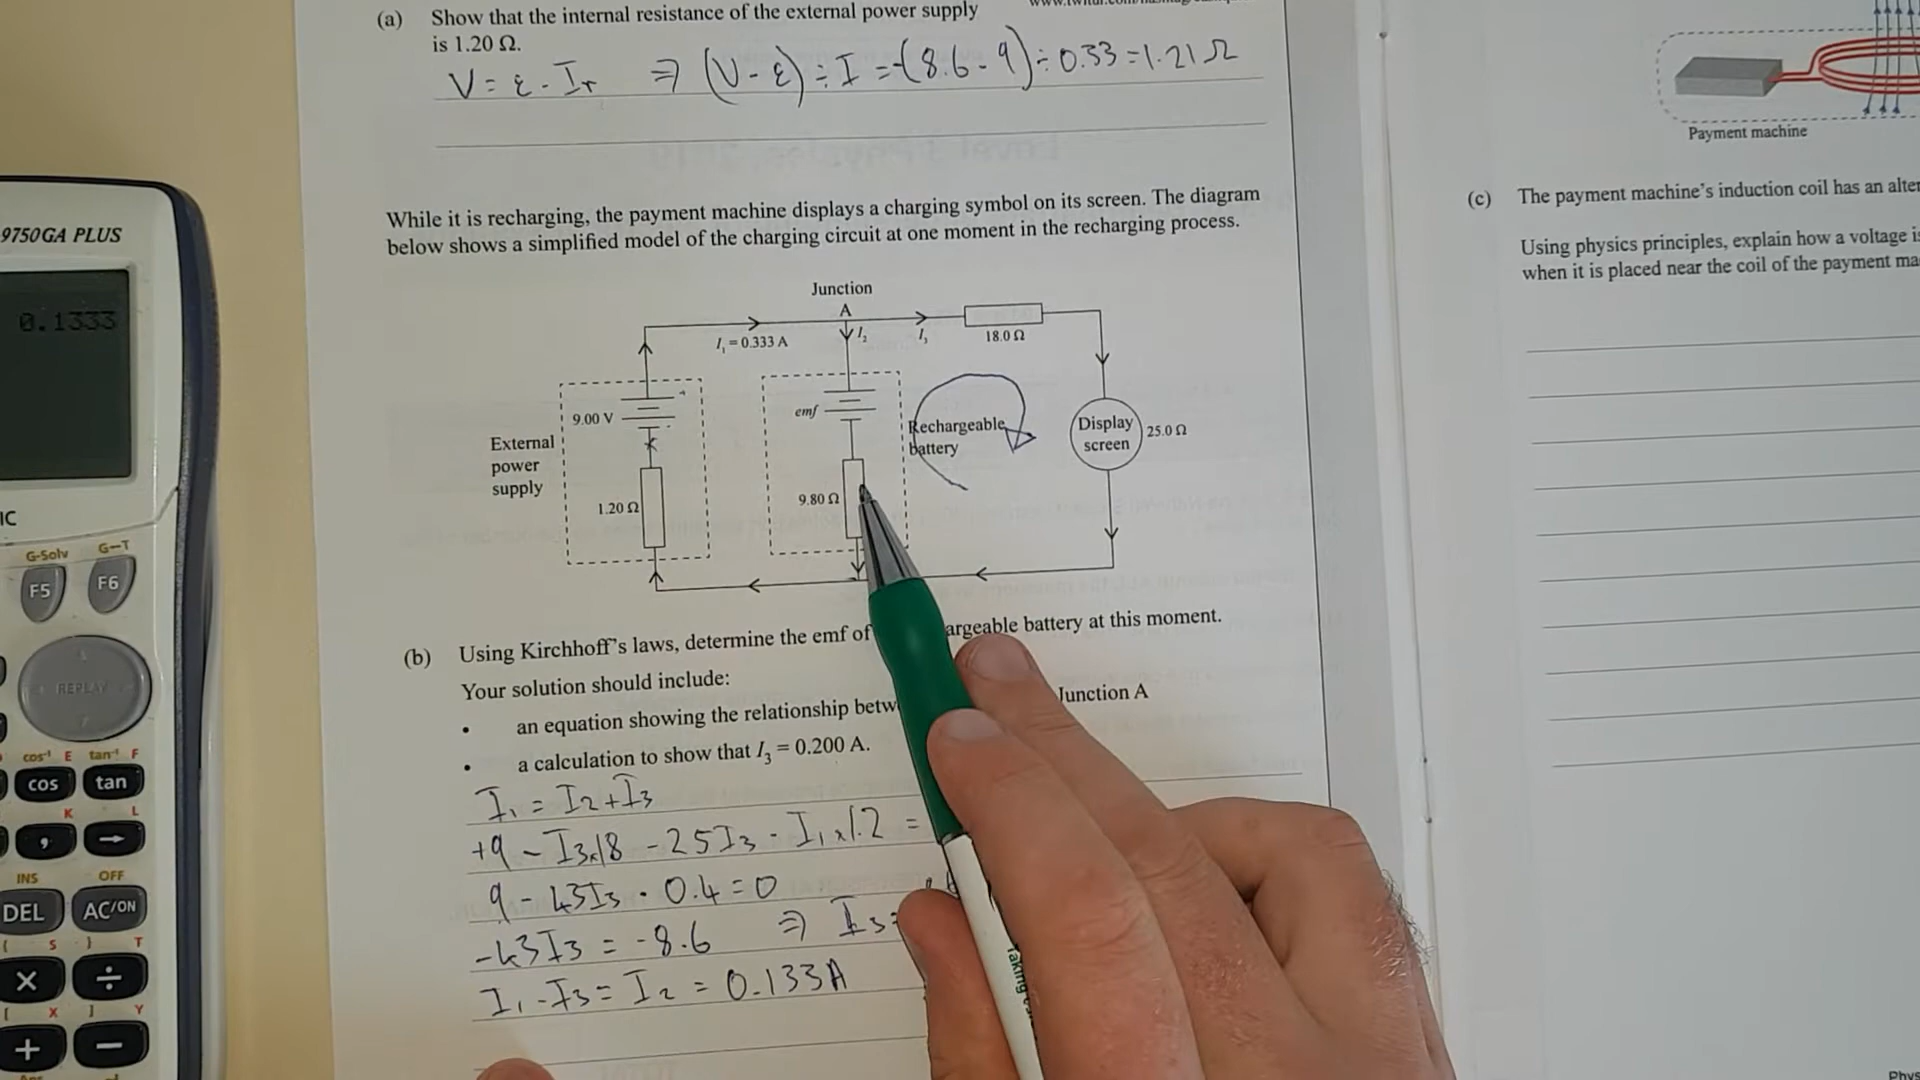 (a) Show that the internal resistance of the external power supply
is 1.20 Ω.
V = ε - Ir ⇒ (V - ε) ÷ I = -(8.6 - 9) ÷ 0.33 = 1.21 Ω
While it is recharging, the payment machine displays a charging symbol on its screen. The diagram
below shows a simplified model of the charging circuit at one moment in the recharging process.
Junction
A
I₁ = 0.333 A
I₂
I₃
18.0 Ω
9.00 V
emf
External
power
supply
Rechargeable
battery
Display
screen
25.0 Ω
1.20 Ω
9.80 Ω
(b) Using Kirchhoff's laws, determine the emf of argeable battery at this moment.
Your solution should include:
• an equation showing the relationship betw Junction A
• a calculation to show that I₃ = 0.200 A.
I₁ = I₂ + I₃
+9 - I₃x18 - 25I₃ - I₁x1.2 =
9 - 43I₃ - 0.4 = 0
-43I₃ = -8.6 ⇒ I₃ =
I₁ - I₃ = I₂ = 0.133A
Payment machine
(c) The payment machine's induction coil has an alter
Using physics principles, explain how a voltage is
when it is placed near the coil of the payment ma
Phys
9750GA PLUS
0.1333
IC
G-Solv G-T
F5 F6
REPLAY
cos⁻¹ E tan⁻¹ F
cos tan
K L
, →
INS OFF
DEL AC/ON
{ S } T
× ÷
[ X ] Y
+ −